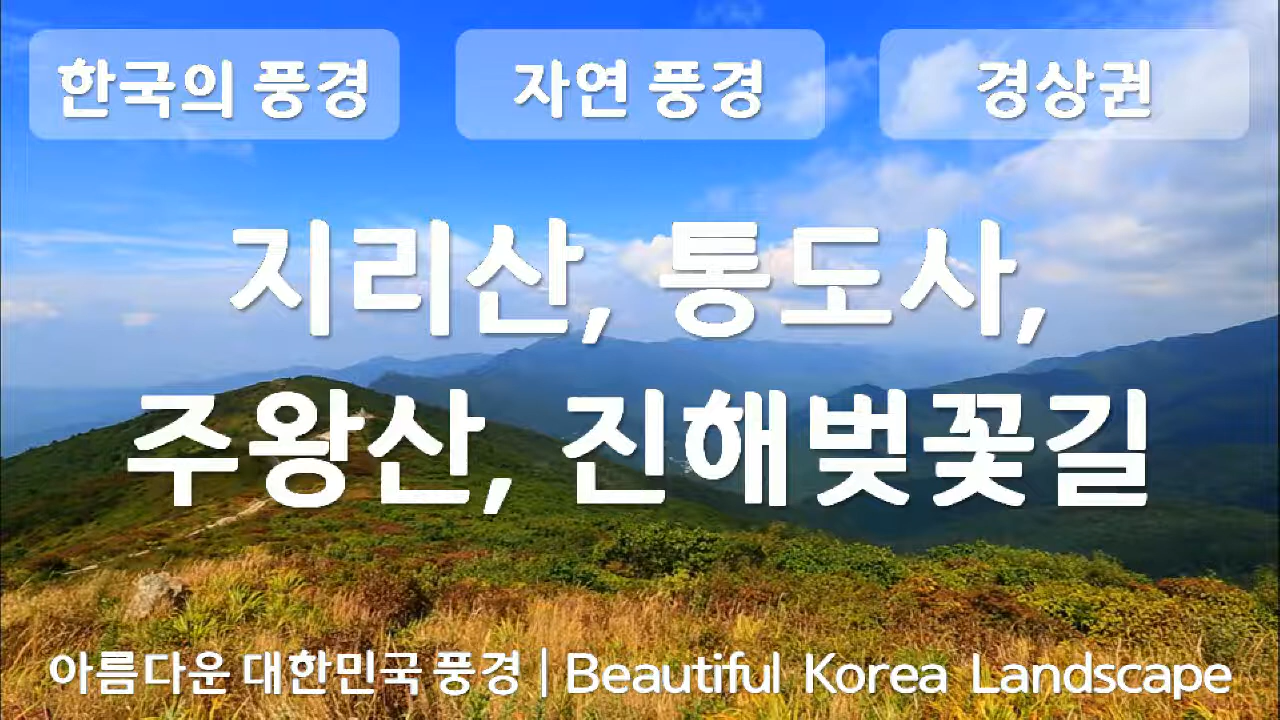 한국의 풍경
자연 풍경
경상권
지리산, 통도사,
주왕산, 진해벚꽃길
아름다운 대한민국 풍경 | Beautiful Korea Landscape